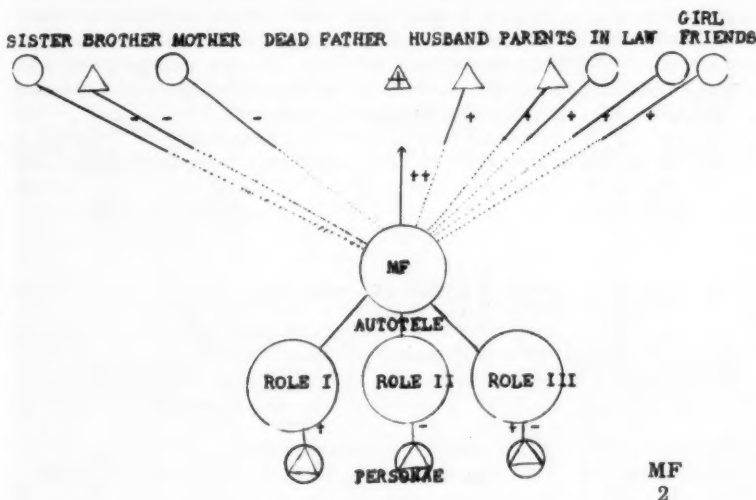 GIRL
SISTER BROTHER MOTHER DEAD FATHER HUSBAND PARENTS IN LAW FRIENDS
- - - + + + + +
++
MF
AUTOTELE
ROLE I ROLE II ROLE III
+ - + -
PERSONAE
MF
2